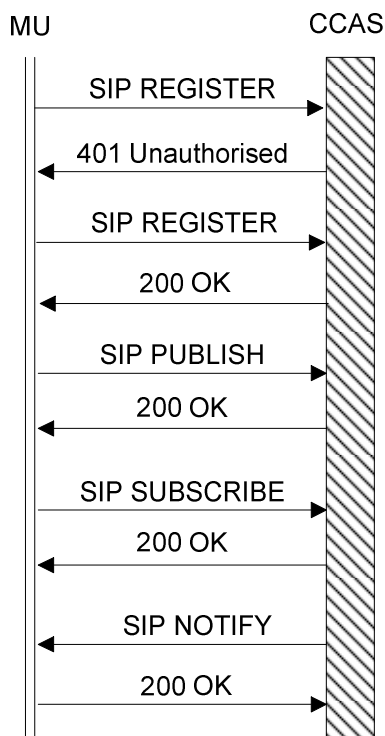 MU
CCAS
SIP REGISTER
401 Unauthorised
SIP REGISTER
200 OK
SIP PUBLISH
200 OK
SIP SUBSCRIBE
200 OK
SIP NOTIFY
200 OK